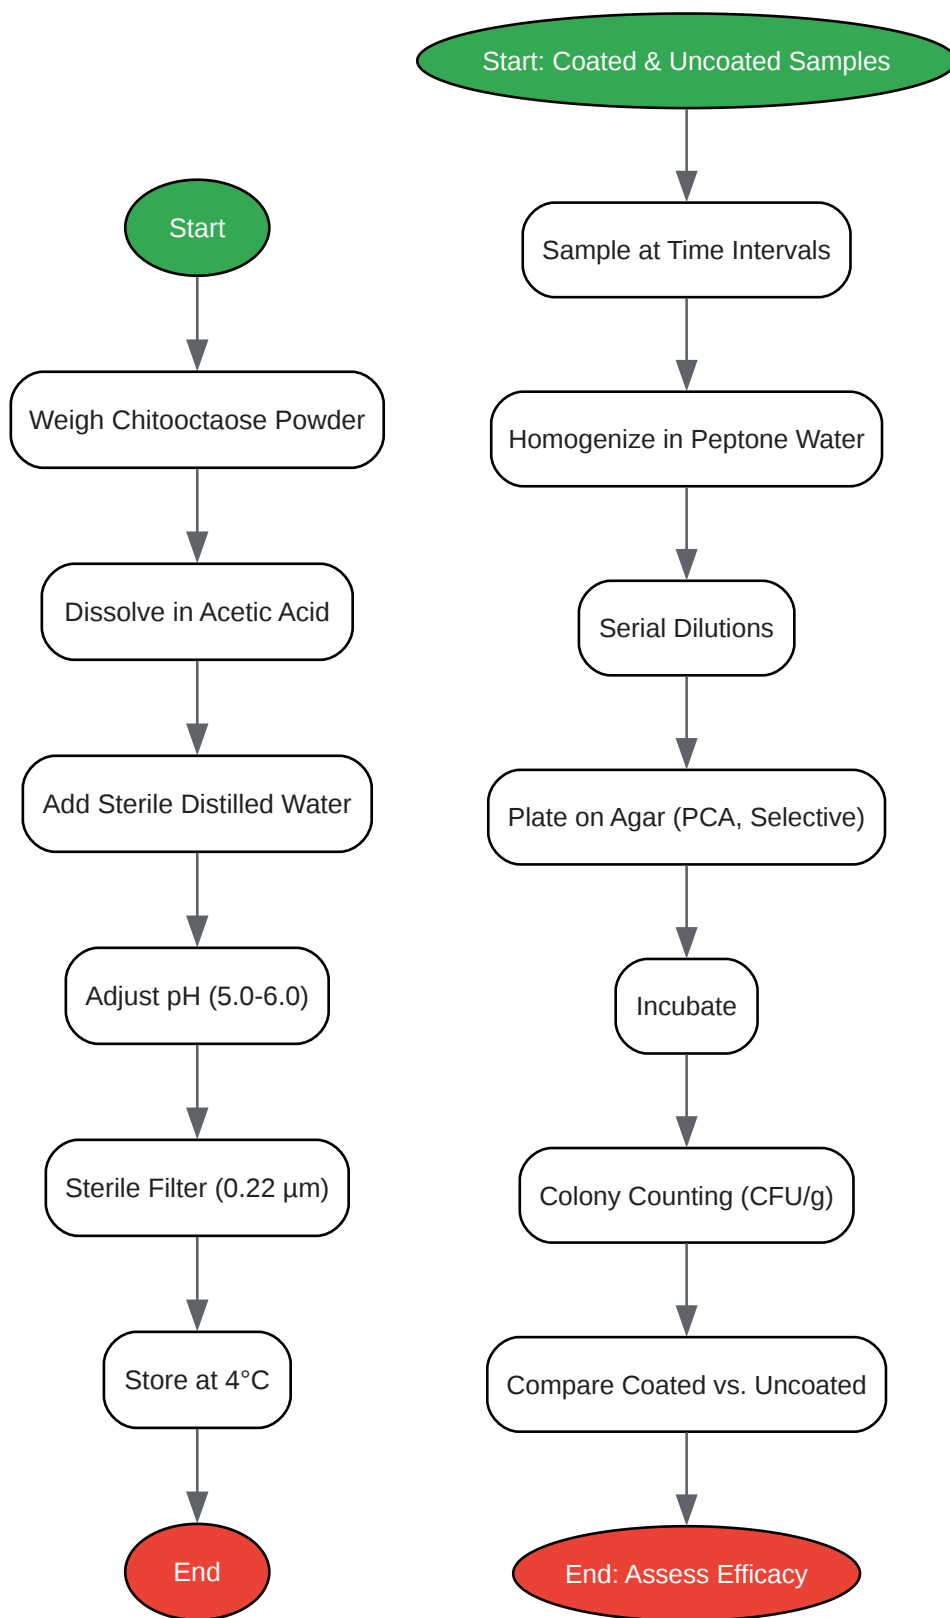 Start
Weigh Chitooctaose Powder
Dissolve in Acetic Acid
Add Sterile Distilled Water
Adjust pH (5.0-6.0)
Sterile Filter (0.22 µm)
Store at 4°C
End
Start: Coated & Uncoated Samples
Sample at Time Intervals
Homogenize in Peptone Water
Serial Dilutions
Plate on Agar (PCA, Selective)
Incubate
Colony Counting (CFU/g)
Compare Coated vs. Uncoated
End: Assess Efficacy